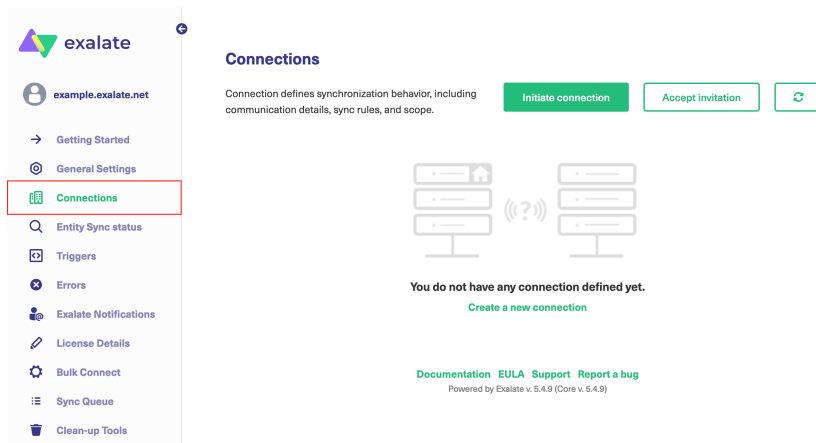 exalate
example.exalate.net
Getting Started
General Settings
Connections
Entity Sync status
Triggers
Errors
Exalate Notifications
License Details
Bulk Connect
Sync Queue
Clean-up Tools
Connections
Connection defines synchronization behavior, including
communication details, sync rules, and scope.
Initiate connection
Accept invitation
((?))
You do not have any connection defined yet.
Create a new connection
Documentation EULA Support Report a bug
Powered by Exalate v. 5.4.9 (Core v. 5.4.9)